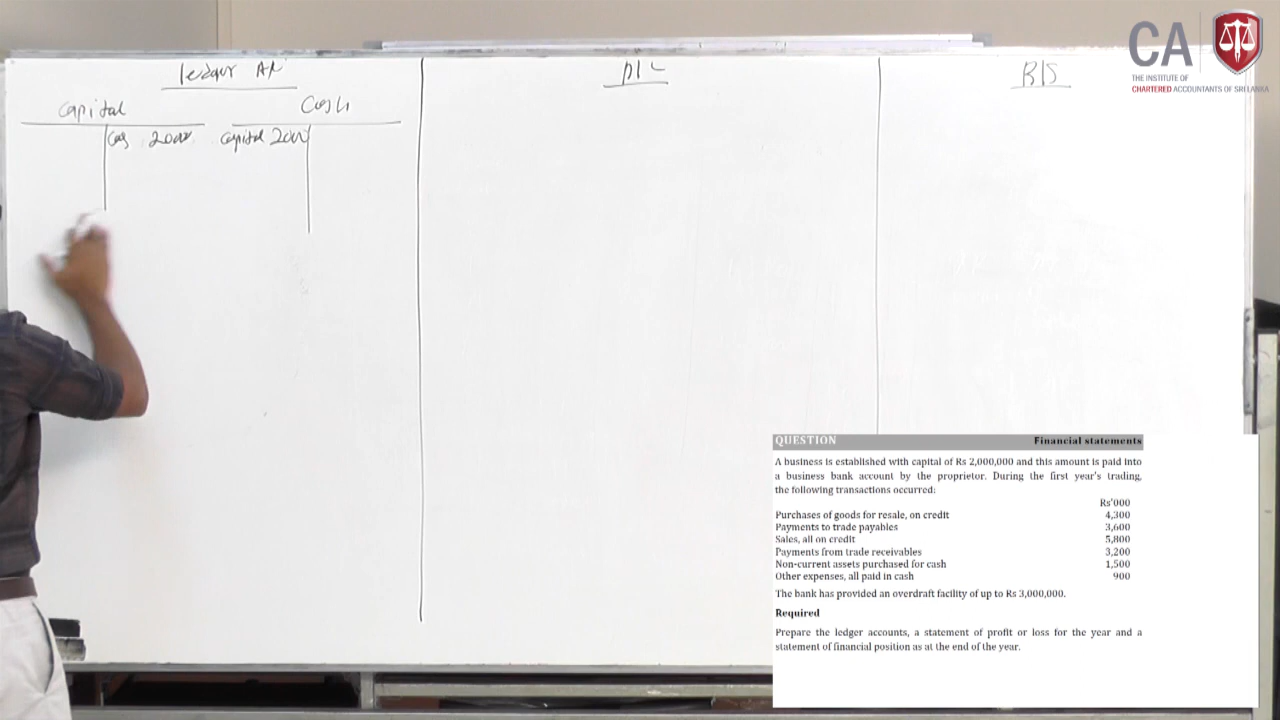 CA
THE INSTITUTE OF
CHARTERED ACCOUNTANTS OF SRI LANKA
ledger
P/L
B/S
Capital
Cash
2000
capital 2000
QUESTION Financial statements
A business is established with capital of Rs 2,000,000 and this amount is paid into
a business bank account by the proprietor. During the first year's trading,
the following transactions occurred:
Rs'000
Purchases of goods for resale, on credit 4,300
Payments to trade payables 3,600
Sales, all on credit 5,800
Payments from trade receivables 3,200
Non-current assets purchased for cash 1,500
Other expenses, all paid in cash 900
The bank has provided an overdraft facility of up to Rs 3,000,000.
Required
Prepare the ledger accounts, a statement of profit or loss for the year and a
statement of financial position as at the end of the year.